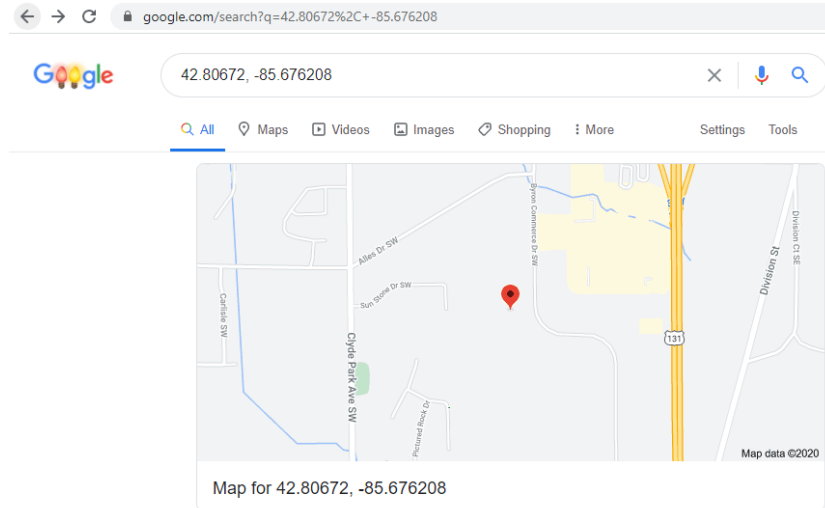 google.com/search?q=42.80672%2C+-85.676208
Google
42.80672, -85.676208
All
Maps
Videos
Images
Shopping
More
Settings
Tools
Byron Commerce Dr SW
Alles Dr SW
Division Ct SE
Division St
Sun Stone Dr SW
Carlisle SW
Clyde Park Ave SW
131
Pictured Rock Dr
Map data ©2020
Map for 42.80672, -85.676208